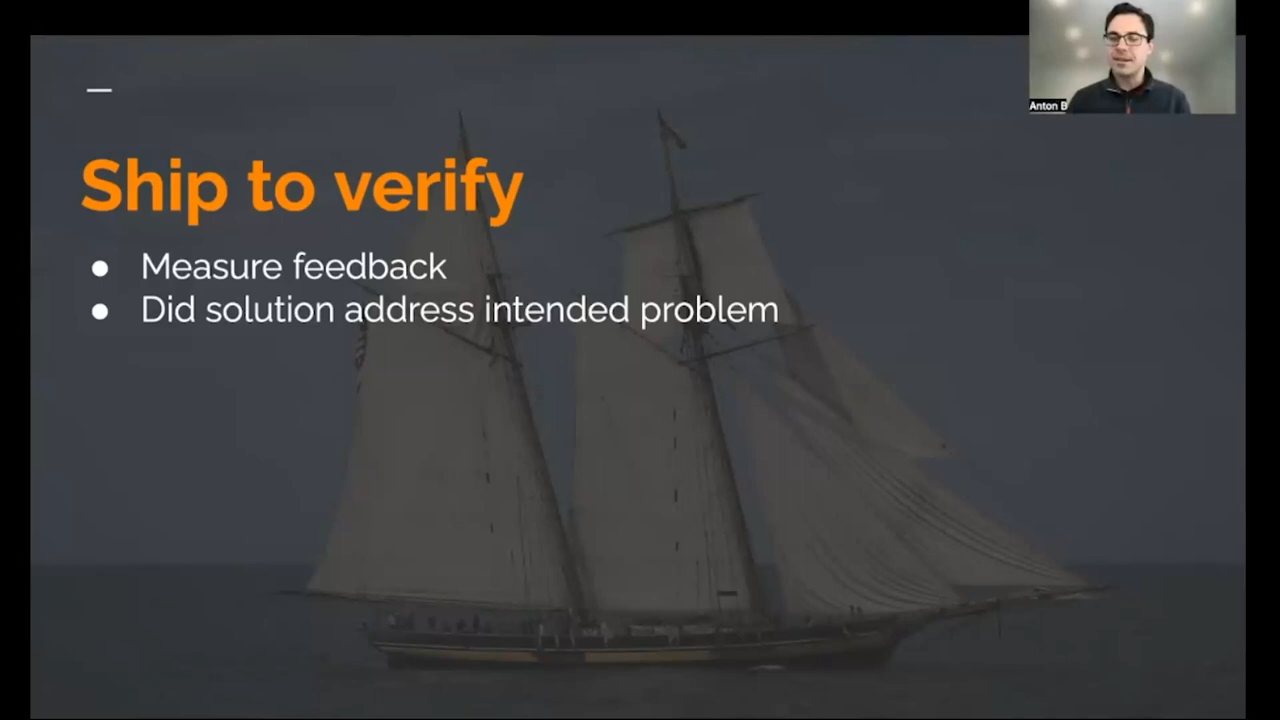 Anton B
Ship to verify
● Measure feedback
● Did solution address intended problem